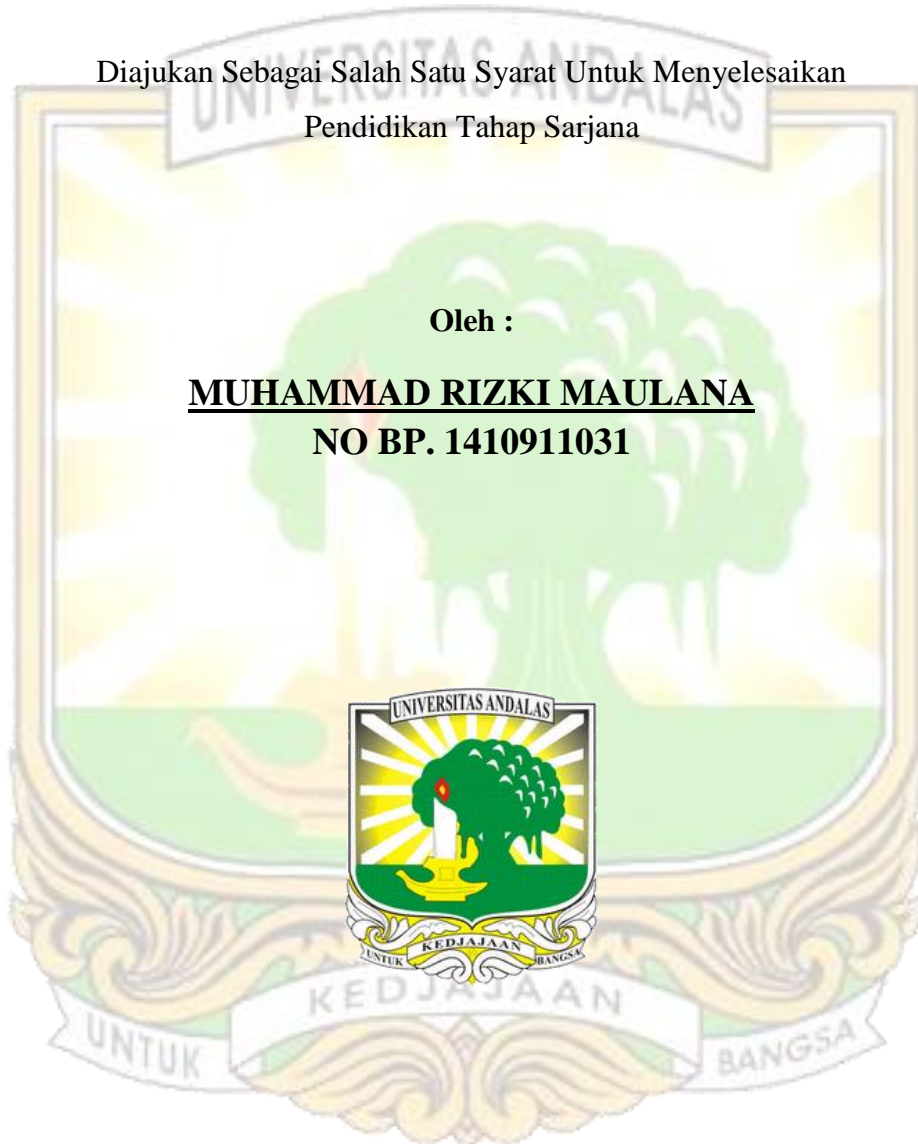 UNIVERSITAS ANDALAS
Diajukan Sebagai Salah Satu Syarat Untuk Menyelesaikan
Pendidikan Tahap Sarjana
Oleh :
MUHAMMAD RIZKI MAULANA
NO BP. 1410911031
UNIVERSITAS ANDALAS
UNTUK KEDJAJAAN BANGSA
UNTUK KEDJAJAAN BANGSA